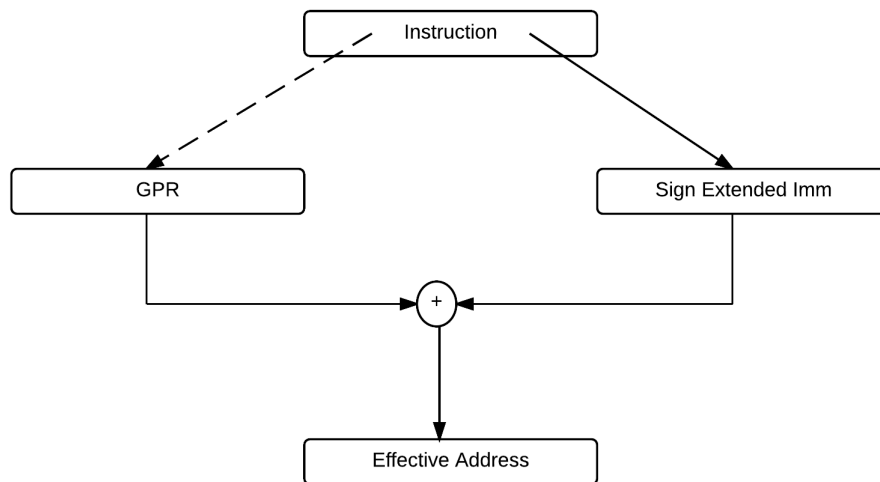 Instruction
GPR
Sign Extended Imm
+
Effective Address